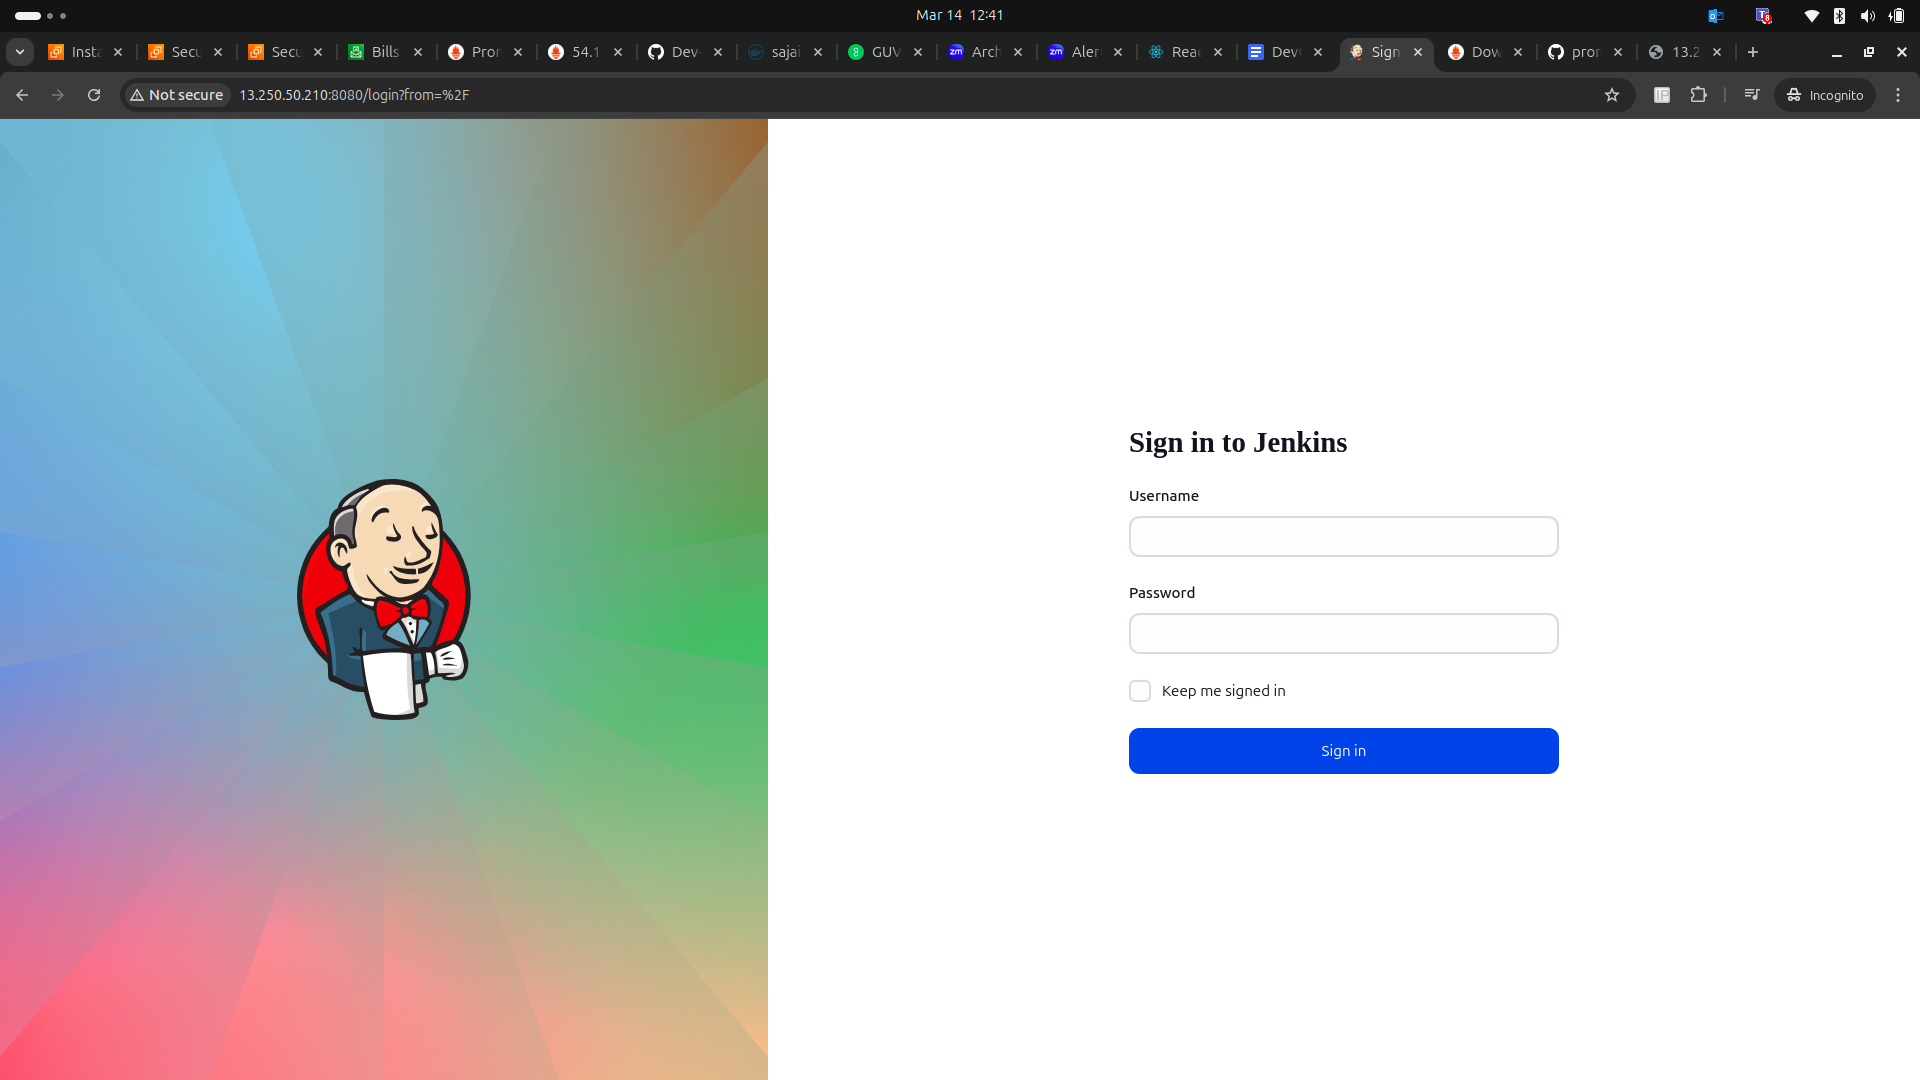 Mar 14 12:41
Insta
Secu
Secu
Bills
Prom
54.1
Dev-
sajai
GUV
Arch
Aler
Reac
Dev
Sign
Dow
pron
13.2
Not secure
13.250.50.210:8080/login?from=%2F
Incognito
Sign in to Jenkins
Username
Password
Keep me signed in
Sign in